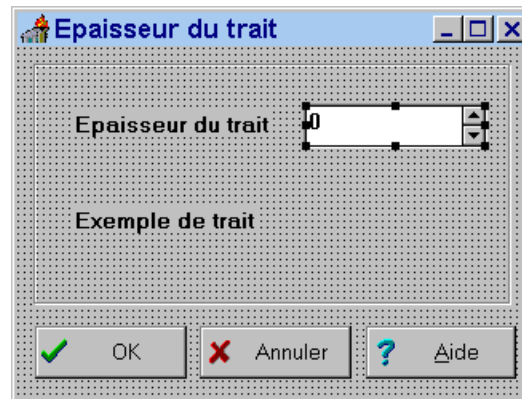 Epaisseur du trait
Epaisseur du trait 0
Exemple de trait
OK Annuler ? Aide